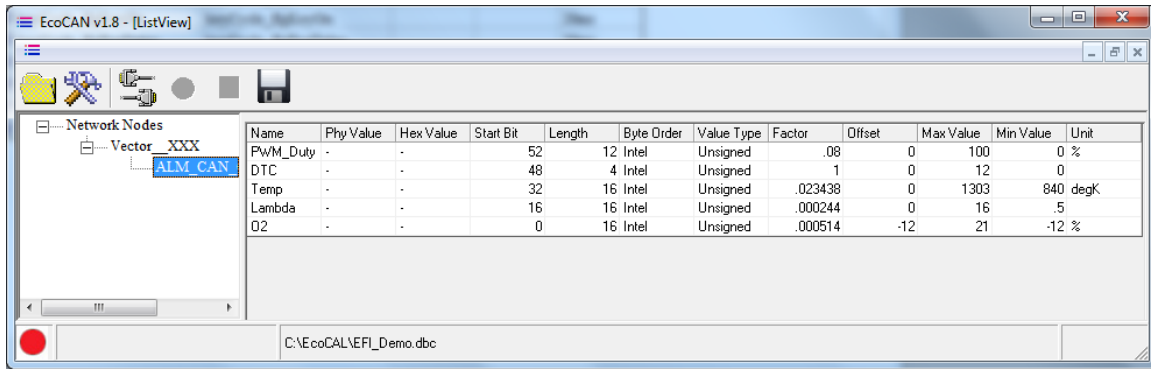 EcoCAN v1.8 - [ListView]
Network Nodes
Vector__XXX
ALM_CAN_
Name Phy Value Hex Value Start Bit Length Byte Order Value Type Factor Offset Max Value Min Value Unit
PWM_Duty - - 52 12 Intel Unsigned .08 0 100 0 %
DTC - - 48 4 Intel Unsigned 1 0 12 0
Temp - - 32 16 Intel Unsigned .023438 0 1303 840 degK
Lambda - - 16 16 Intel Unsigned .000244 0 16 .5
O2 - - 0 16 Intel Unsigned .000514 -12 21 -12 %
C:\EcoCAL\EFI_Demo.dbc